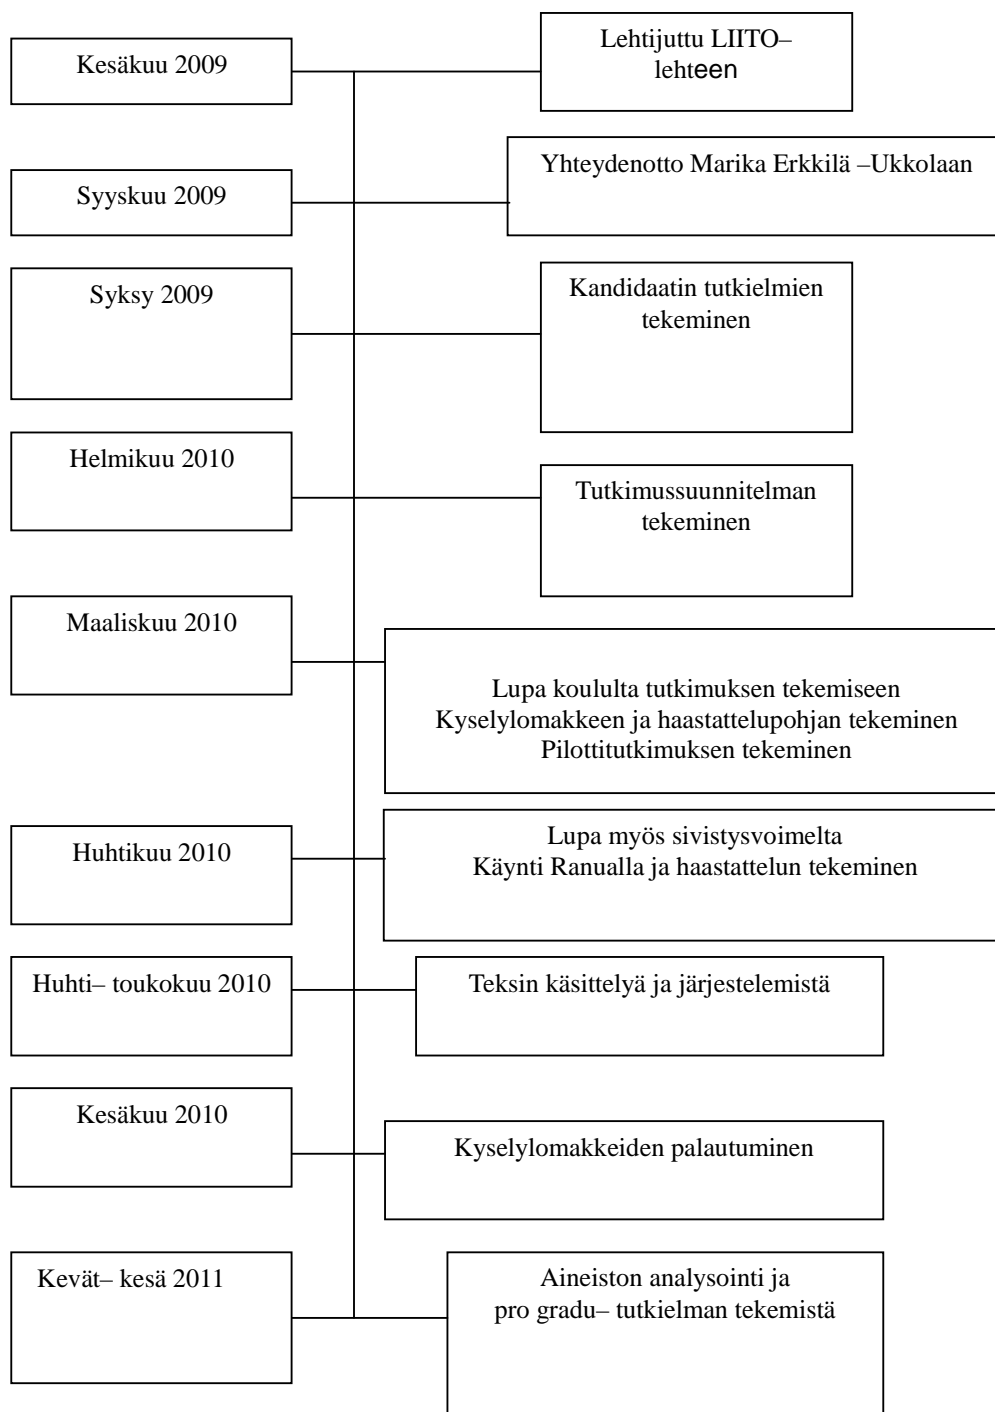 Kesäkuu 2009
Lehtijuttu LIITO–
lehteen
Syyskuu 2009
Yhteydenotto Marika Erkkilä –Ukkolaan
Syksy 2009
Kandidaatin tutkielmien
tekeminen
Helmikuu 2010
Tutkimussuunnitelman
tekeminen
Maaliskuu 2010
Lupa koululta tutkimuksen tekemiseen
Kyselylomakkeen ja haastattelupohjan tekeminen
Pilottitutkimuksen tekeminen
Huhtikuu 2010
Lupa myös sivistysvoimelta
Käynti Ranualla ja haastattelun tekeminen
Huhti– toukokuu 2010
Teksin käsittelyä ja järjestelemistä
Kesäkuu 2010
Kyselylomakkeiden palautuminen
Kevät– kesä 2011
Aineiston analysointi ja
pro gradu– tutkielman tekemistä